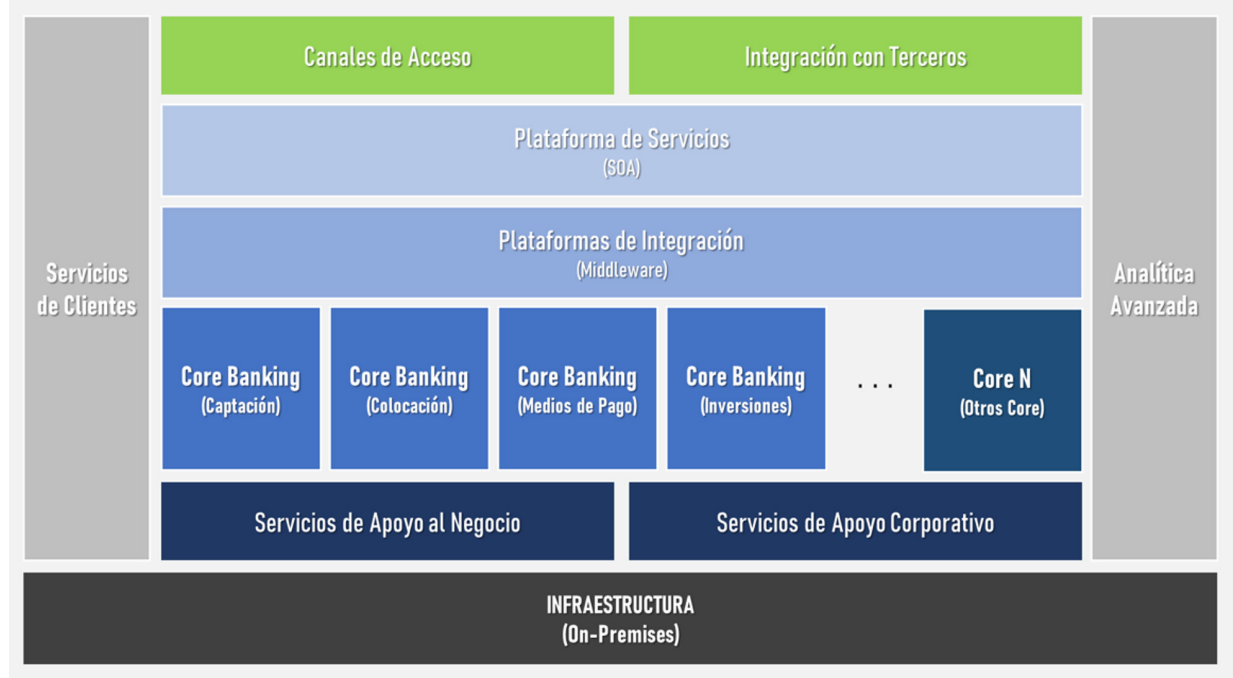 Canales de Acceso
Integración con Terceros
Plataforma de Servicios
(SOA)
Plataformas de Integración
(Middleware)
Servicios
de Clientes
Analítica
Avanzada
Core Banking
(Captación)
Core Banking
(Colocación)
Core Banking
(Medios de Pago)
Core Banking
(Inversiones)
. . .
Core N
(Otros Core)
Servicios de Apoyo al Negocio
Servicios de Apoyo Corporativo
INFRAESTRUCTURA
(On-Premises)